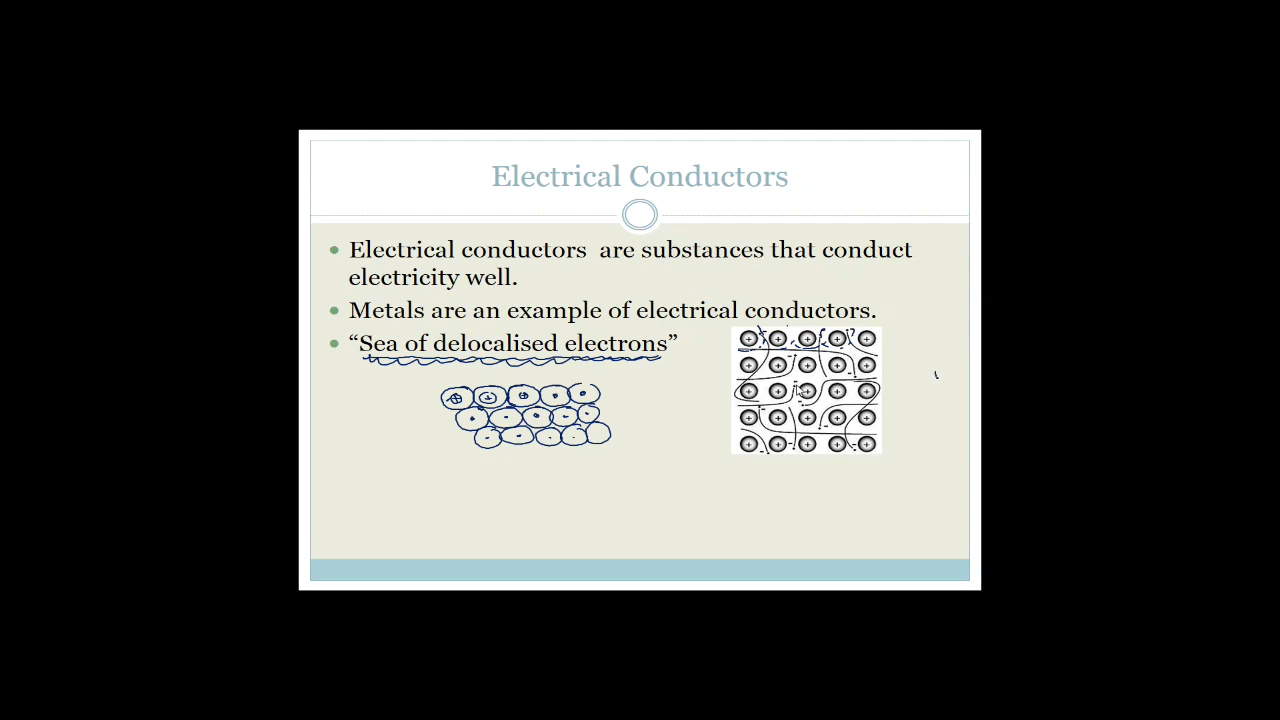 Electrical Conductors
Electrical conductors are substances that conduct
electricity well.
Metals are an example of electrical conductors.
“Sea of delocalised electrons”